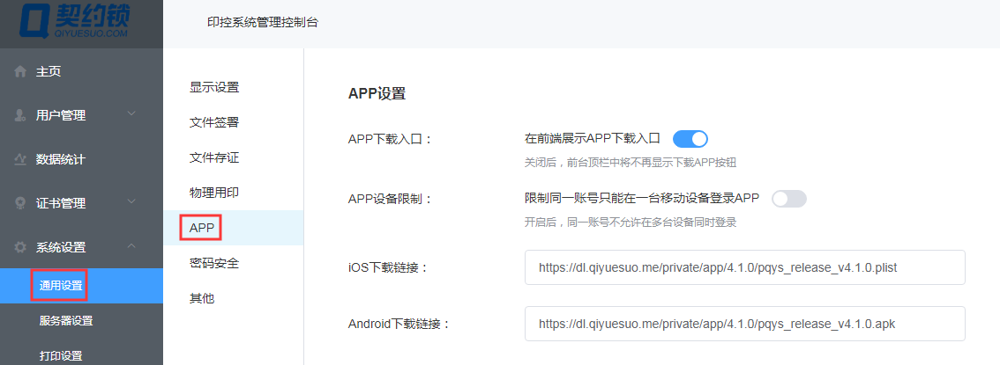 契约锁
QIYUESUO.COM
印控系统管理控制台
主页
用户管理
数据统计
证书管理
系统设置
通用设置
服务器设置
打印设置
显示设置
文件签署
文件存证
物理用印
APP
密码安全
其他
APP设置
APP下载入口：
在前端展示APP下载入口
关闭后，前台顶栏中将不再显示下载APP按钮
APP设备限制：
限制同一账号只能在一台移动设备登录APP
开启后，同一账号不允许在多台设备同时登录
iOS下载链接：
https://dl.qiyuesuo.me/private/app/4.1.0/pqys_release_v4.1.0.plist
Android下载链接：
https://dl.qiyuesuo.me/private/app/4.1.0/pqys_release_v4.1.0.apk